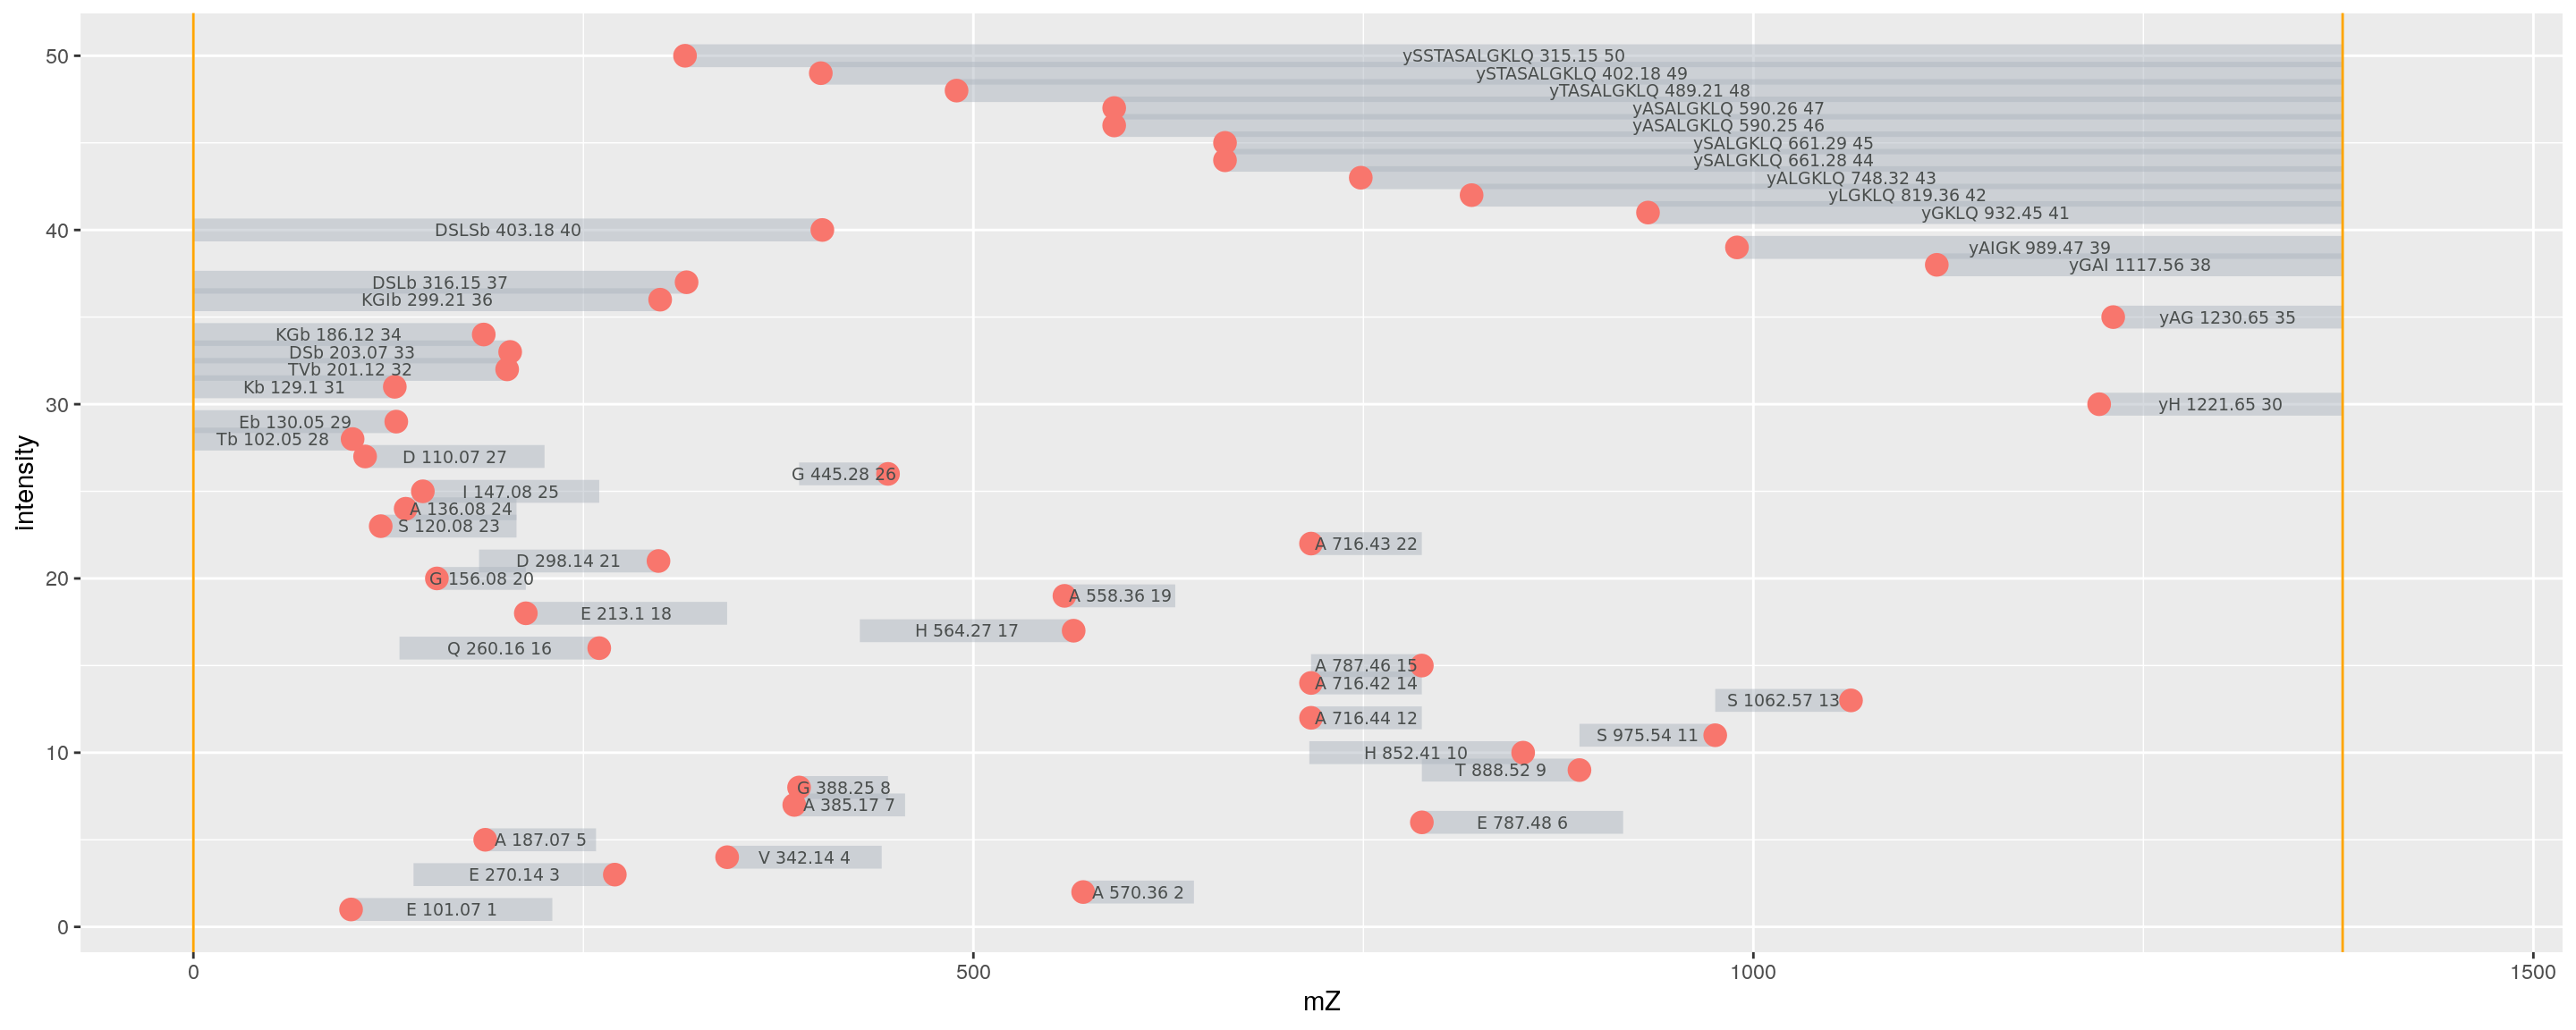 50
ySSTASALGKLQ 315.15 50
ySTASALGKLQ 402.18 49
yTASALGKLQ 489.21 48
yASALGKLQ 590.26 47
yASALGKLQ 590.25 46
ySALGKLQ 661.29 45
ySALGKLQ 661.28 44
yALGKLQ 748.32 43
yLGKLQ 819.36 42
yGKLQ 932.45 41
40
DSLSb 403.18 40
yAIGK 989.47 39
yGAI 1117.56 38
DSLb 316.15 37
KGIb 299.21 36
yAG 1230.65 35
KGb 186.12 34
DSb 203.07 33
TVb 201.12 32
Kb 129.1 31
30
yH 1221.65 30
Eb 130.05 29
Tb 102.05 28
D 110.07 27
G 445.28 26
I 147.08 25
A 136.08 24
S 120.08 23
A 716.43 22
D 298.14 21
20
G 156.08 20
A 558.36 19
E 213.1 18
H 564.27 17
Q 260.16 16
A 787.46 15
A 716.42 14
S 1062.57 13
A 716.44 12
S 975.54 11
10
H 852.41 10
T 888.52 9
G 388.25 8
A 385.17 7
E 787.48 6
A 187.07 5
V 342.14 4
E 270.14 3
A 570.36 2
E 101.07 1
0
intensity
0 500 1000 1500
mZ